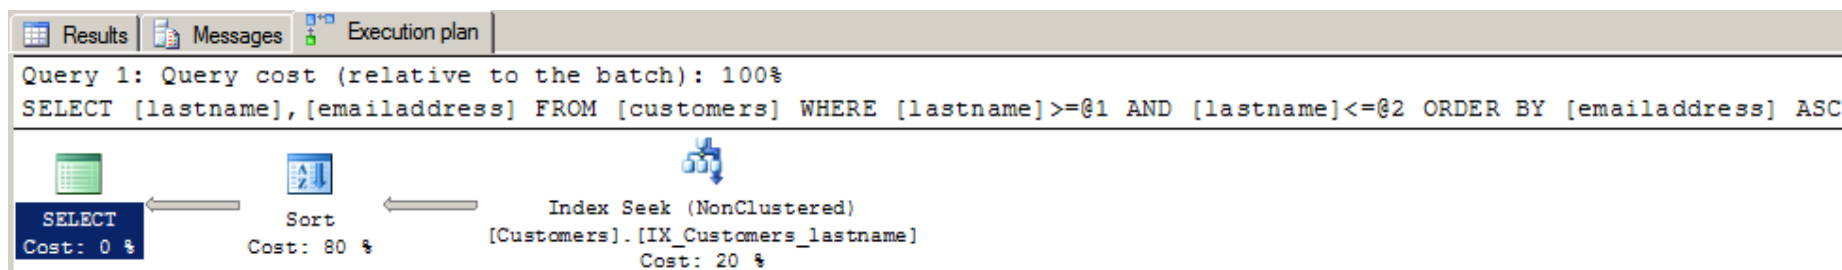 Results Messages Execution plan
Query 1: Query cost (relative to the batch): 100%
SELECT [lastname],[emailaddress] FROM [customers] WHERE [lastname]>=@1 AND [lastname]<=@2 ORDER BY [emailaddress] ASC
SELECT
Cost: 0 %
Sort
Cost: 80 %
Index Seek (NonClustered)
[Customers].[IX_Customers_lastname]
Cost: 20 %